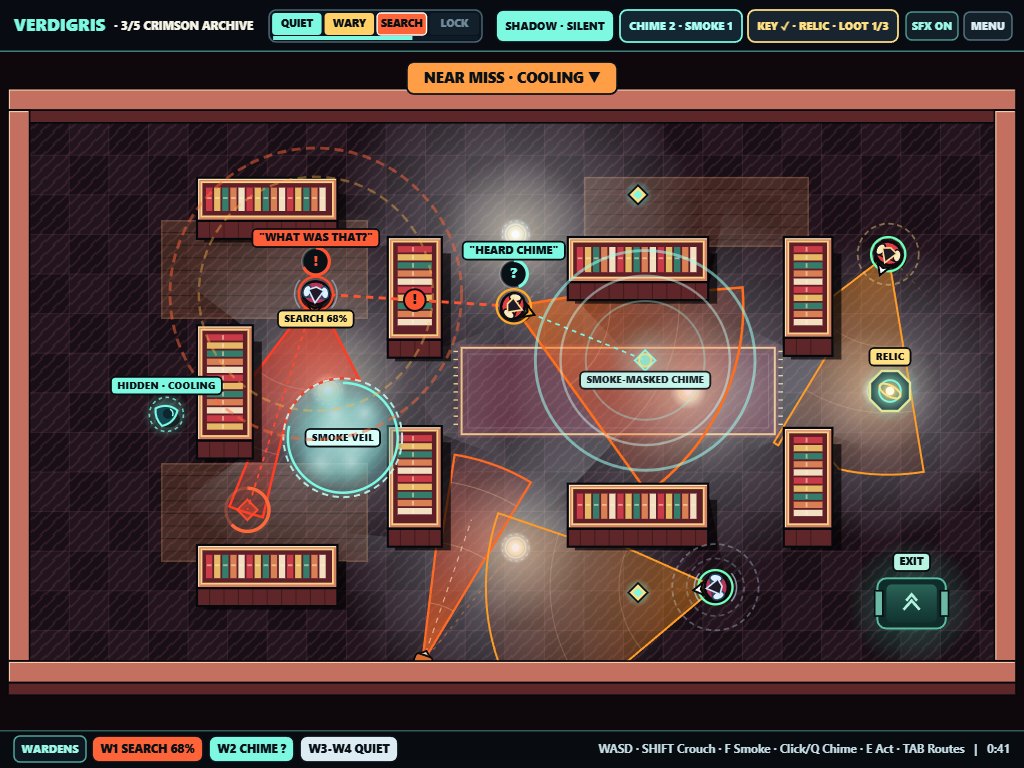 VERDIGRIS · 3/5 CRIMSON ARCHIVE QUIET WARY SEARCH LOCK SHADOW · SILENT CHIME 2 · SMOKE 1 KEY ✓ · RELIC · LOOT 1/3 SFX ON MENU
NEAR MISS · COOLING ▼
"WHAT WAS THAT?"
"HEARD CHIME"
!
?
!
SEARCH 68%
RELIC
SMOKE-MASKED CHIME
HIDDEN · COOLING
SMOKE VEIL
EXIT
WARDENS W1 SEARCH 68% W2 CHIME ? W3-W4 QUIET WASD · SHIFT Crouch · F Smoke · Click/Q Chime · E Act · TAB Routes | 0:41